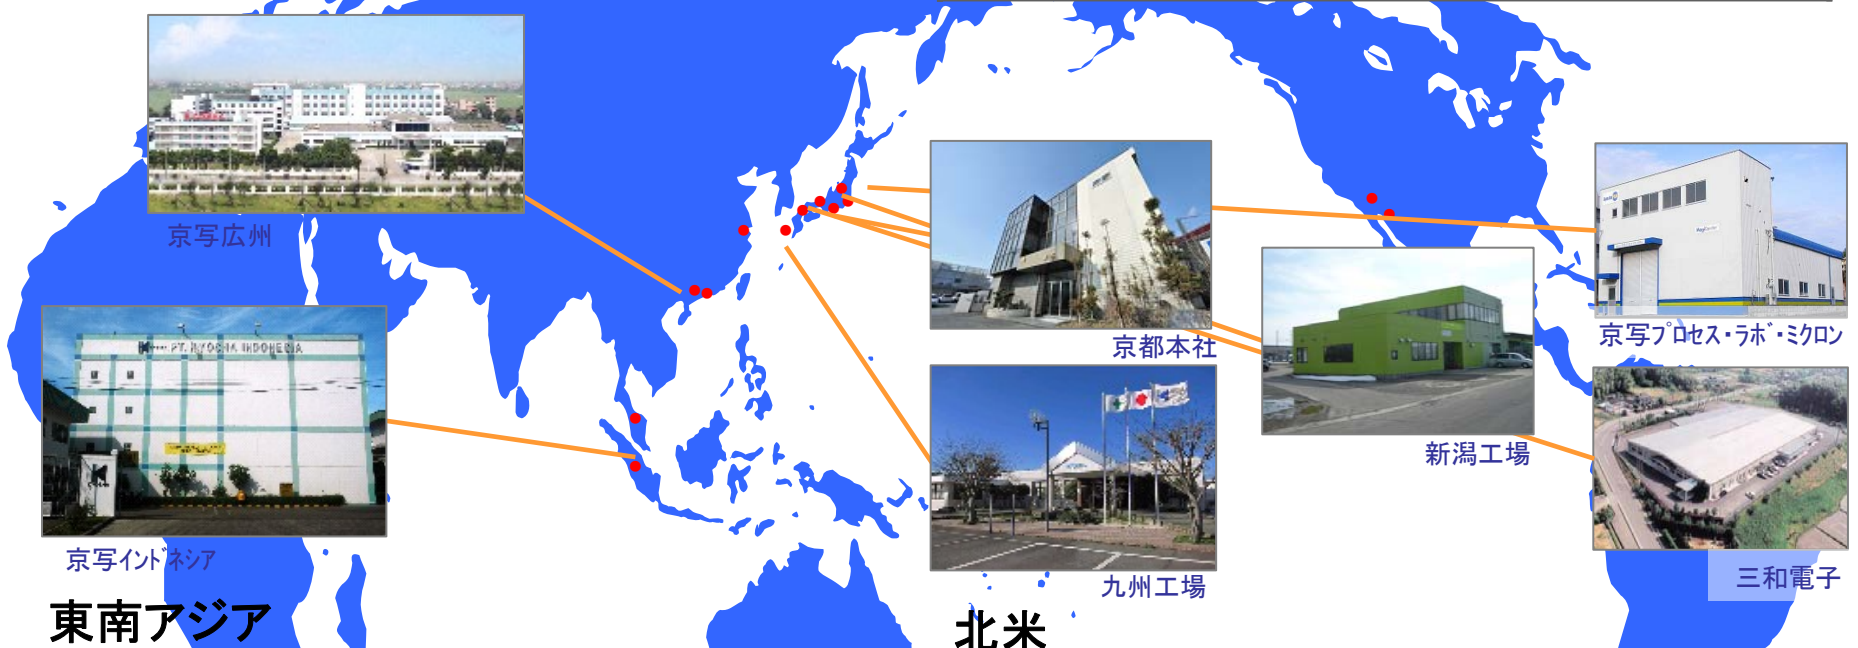 京写広州
PT. KYOCHA INDONESIA
京写インドネシア
東南アジア
京都本社
九州工場
北米
新潟工場
京写プロセス・ラボ・ミクロン
三和電子